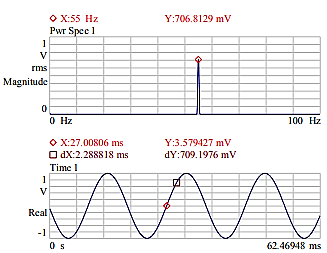 X:55 Hz Y:706.8129 mV
Pwr Spec 1
1
V
rms
Magnitude
0
0 Hz 100 Hz
X:27.00806 ms Y:3.579427 mV
dX:2.288818 ms dY:709.1976 mV
Time 1
1
V
Real
-1
0 s 62.46948 ms